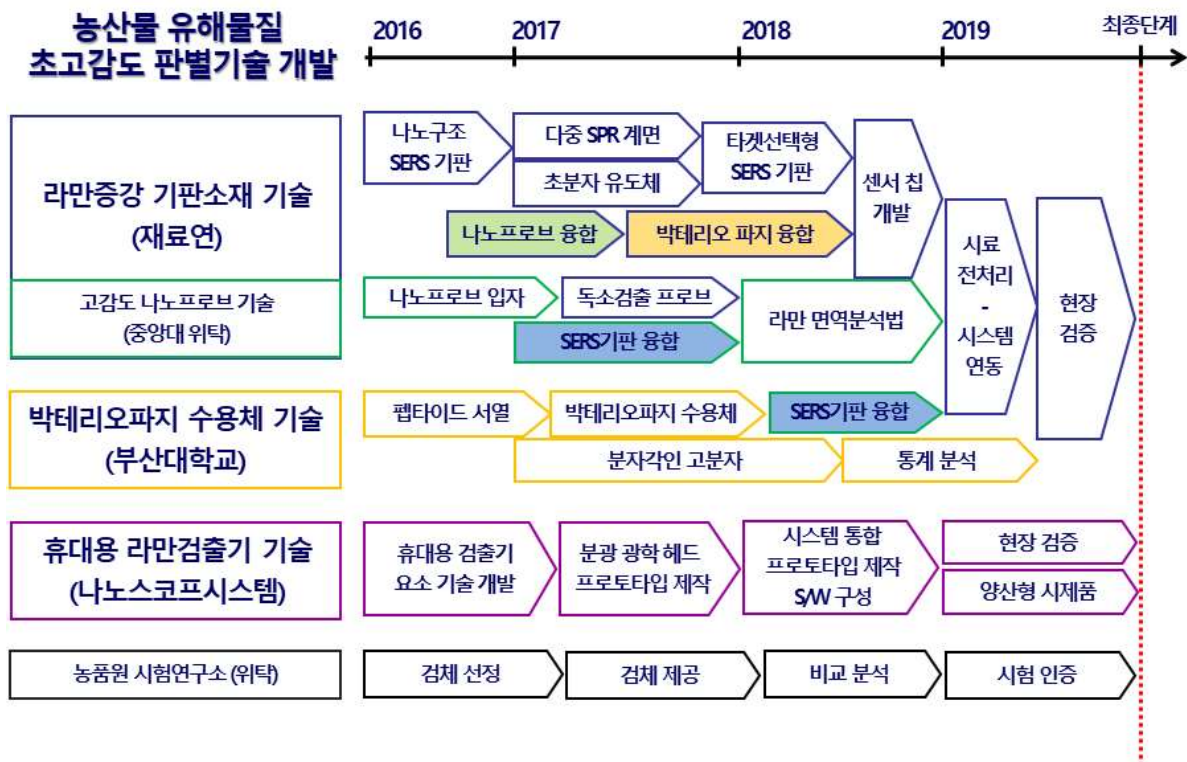 농산물 유해물질
초고감도 판별기술 개발
2016
2017
2018
2019
최종단계
라만증강 기판소재 기술
(재료연)
나노구조
SERS 기판
다중 SPR 계면
초분자 유도체
타겟선택형
SERS 기판
센서 칩
개발
나노프로브 융합
박테리오 파지 융합
시료
전처리
-
시스템
연동
현장
검증
고감도 나노프로브 기술
(중앙대 위탁)
나노프로브 입자
독소검출 프로브
SERS기판 융합
라만 면역분석법
박테리오파지 수용체 기술
(부산대학교)
펩타이드 서열
박테리오파지 수용체
SERS기판 융합
분자각인 고분자
통계 분석
휴대용 라만검출기 기술
(나노스코프시스템)
휴대용 검출기
요소 기술 개발
분광 광학 헤드
프로토타입 제작
시스템 통합
프로토타입 제작
S/W 구성
현장 검증
양산형 시제품
농품원 시험연구소 (위탁)
검체 선정
검체 제공
비교 분석
시험 인증